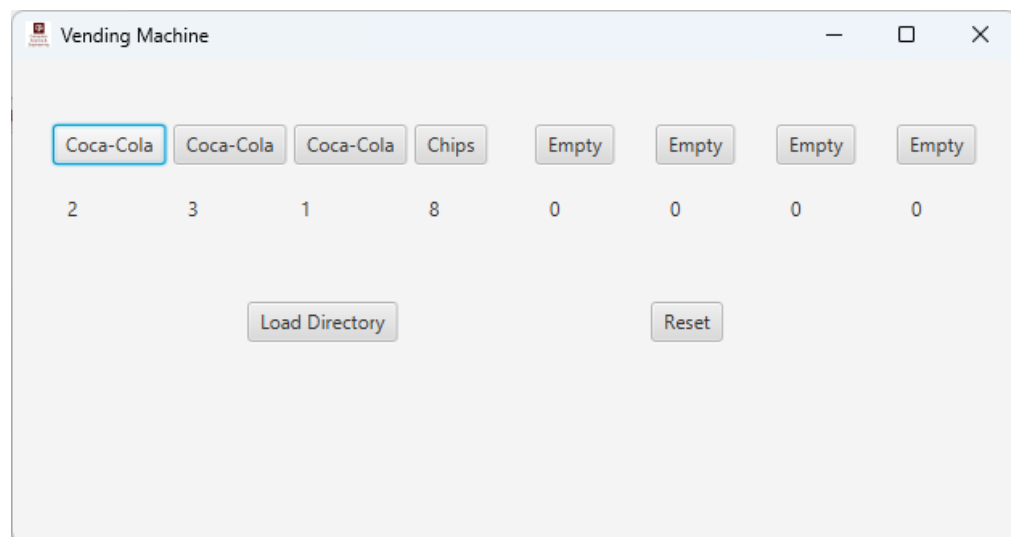 Vending Machine
Coca-Cola Coca-Cola Coca-Cola Chips Empty Empty Empty Empty
2 3 1 8 0 0 0 0
Load Directory Reset